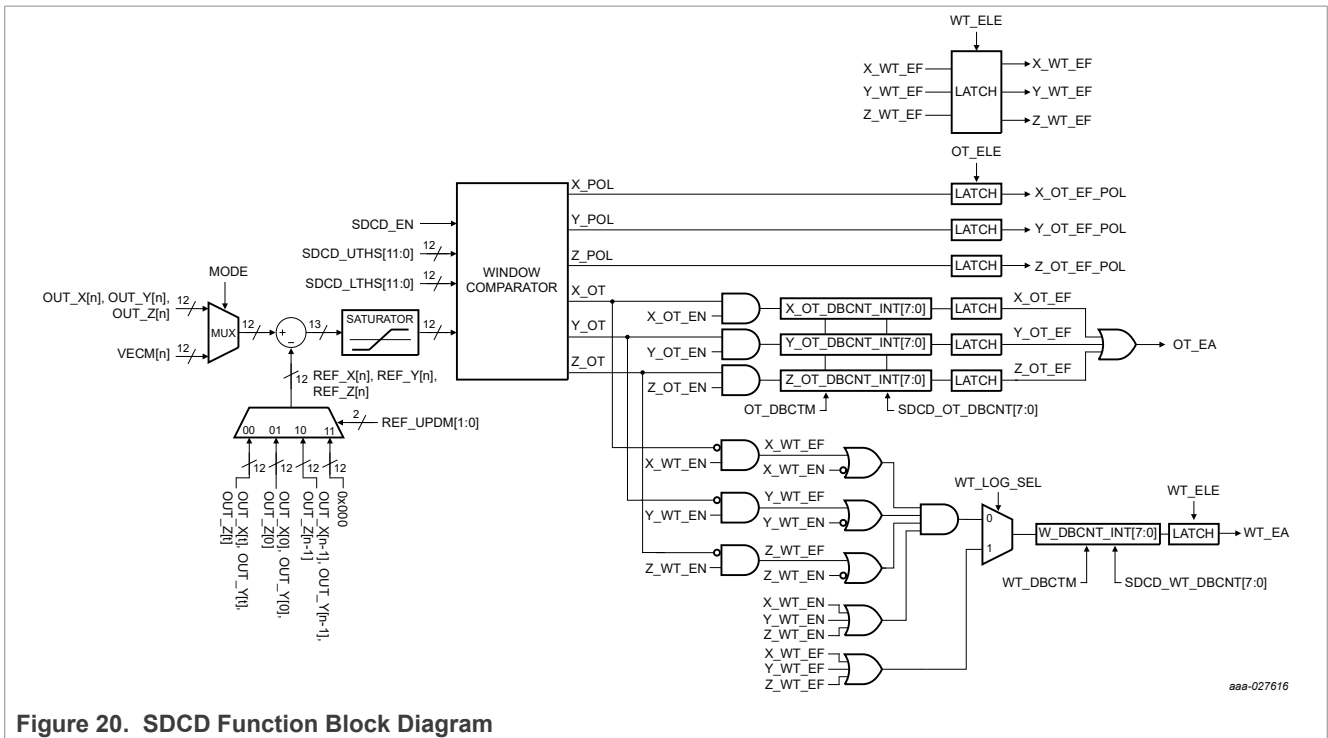 WT_ELE
X_WT_EF
Y_WT_EF
Z_WT_EF
LATCH
X_WT_EF
Y_WT_EF
Z_WT_EF
OT_ELE
X_POL
LATCH
X_OT_EF_POL
Y_POL
LATCH
Y_OT_EF_POL
Z_POL
LATCH
Z_OT_EF_POL
SDCD_EN
SDCD_UTHS[11:0]
12
SDCD_LTHS[11:0]
12
WINDOW
COMPARATOR
MODE
OUT_X[n], OUT_Y[n],
OUT_Z[n]
12
MUX
VECM[n]
12
12
+
−
13
SATURATOR
12
12
REF_X[n], REF_Y[n],
REF_Z[n]
00 01 10 11
2
REF_UPDM[1:0]
12
12
12
12
OUT_X[t], OUT_Y[t],
OUT_Z[t]
OUT_X[0], OUT_Y[0],
OUT_Z[0]
OUT_X[n-1], OUT_Y[n-1],
OUT_Z[n-1]
0x000
X_OT
X_OT_EN
X_OT_DBCNT_INT[7:0]
LATCH
X_OT_EF
Y_OT
Y_OT_EN
Y_OT_DBCNT_INT[7:0]
LATCH
Y_OT_EF
Z_OT
Z_OT_EN
Z_OT_DBCNT_INT[7:0]
LATCH
Z_OT_EF
OT_EA
OT_DBCTM
SDCD_OT_DBCNT[7:0]
X_WT_EN
X_WT_EF
X_WT_EN
Y_WT_EN
Y_WT_EF
Y_WT_EN
Z_WT_EN
Z_WT_EF
Z_WT_EN
X_WT_EN
Y_WT_EN
Z_WT_EN
X_WT_EF
Y_WT_EF
Z_WT_EF
WT_LOG_SEL
0
1
W_DBCNT_INT[7:0]
WT_ELE
LATCH
WT_EA
WT_DBCTM
SDCD_WT_DBCNT[7:0]
aaa-027616
Figure 20. SDCD Function Block Diagram